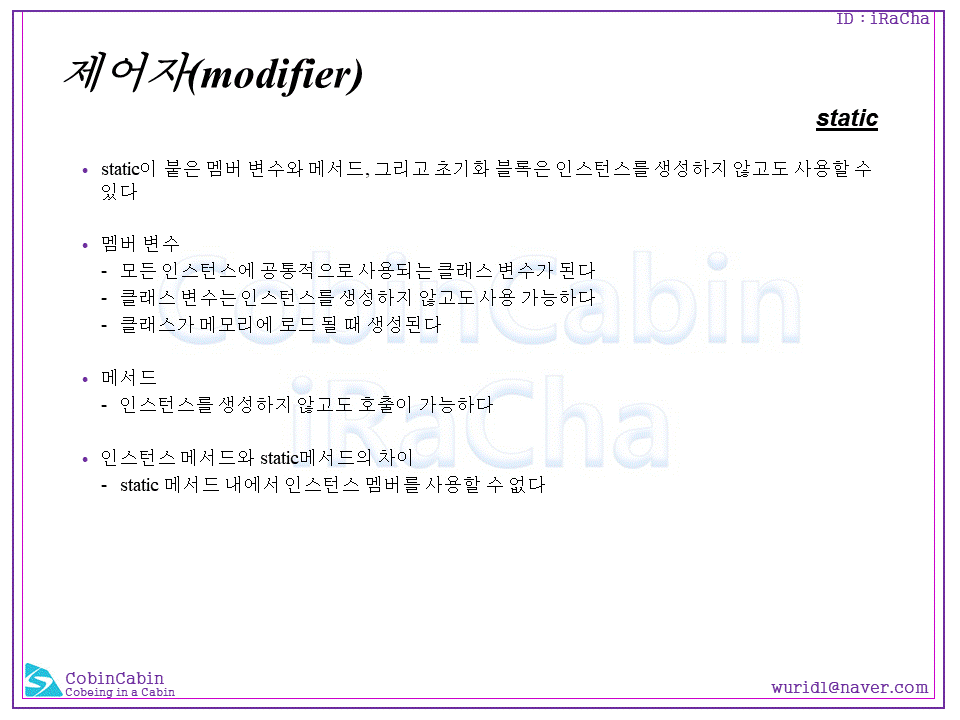 ID : iRaCha
제어자(modifier)
static
• static이 붙은 멤버 변수와 메서드, 그리고 초기화 블록은 인스턴스를 생성하지 않고도 사용할 수
있다
• 멤버 변수
- 모든 인스턴스에 공통적으로 사용되는 클래스 변수가 된다
- 클래스 변수는 인스턴스를 생성하지 않고도 사용 가능하다
- 클래스가 메모리에 로드 될 때 생성된다
• 메서드
- 인스턴스를 생성하지 않고도 호출이 가능하다
• 인스턴스 메서드와 static메서드의 차이
- static 메서드 내에서 인스턴스 멤버를 사용할 수 없다
CobinCabin
iRaCha
CobinCabin
Cobeing in a Cabin
wuridl@naver.com